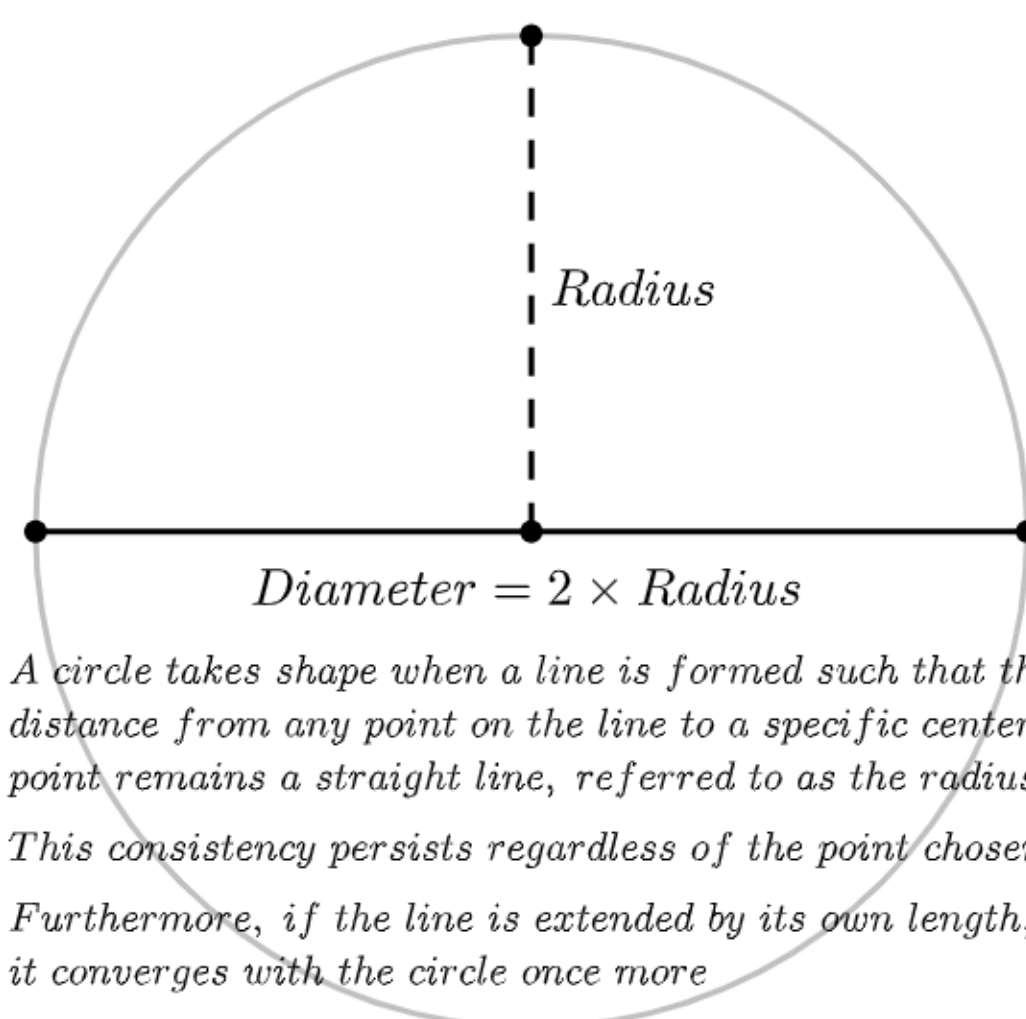 Radius
Diameter = 2 × Radius
A circle takes shape when a line is formed such that th
distance from any point on the line to a specific center
point remains a straight line, referred to as the radius
This consistency persists regardless of the point chosen
Furthermore, if the line is extended by its own length,
it converges with the circle once more